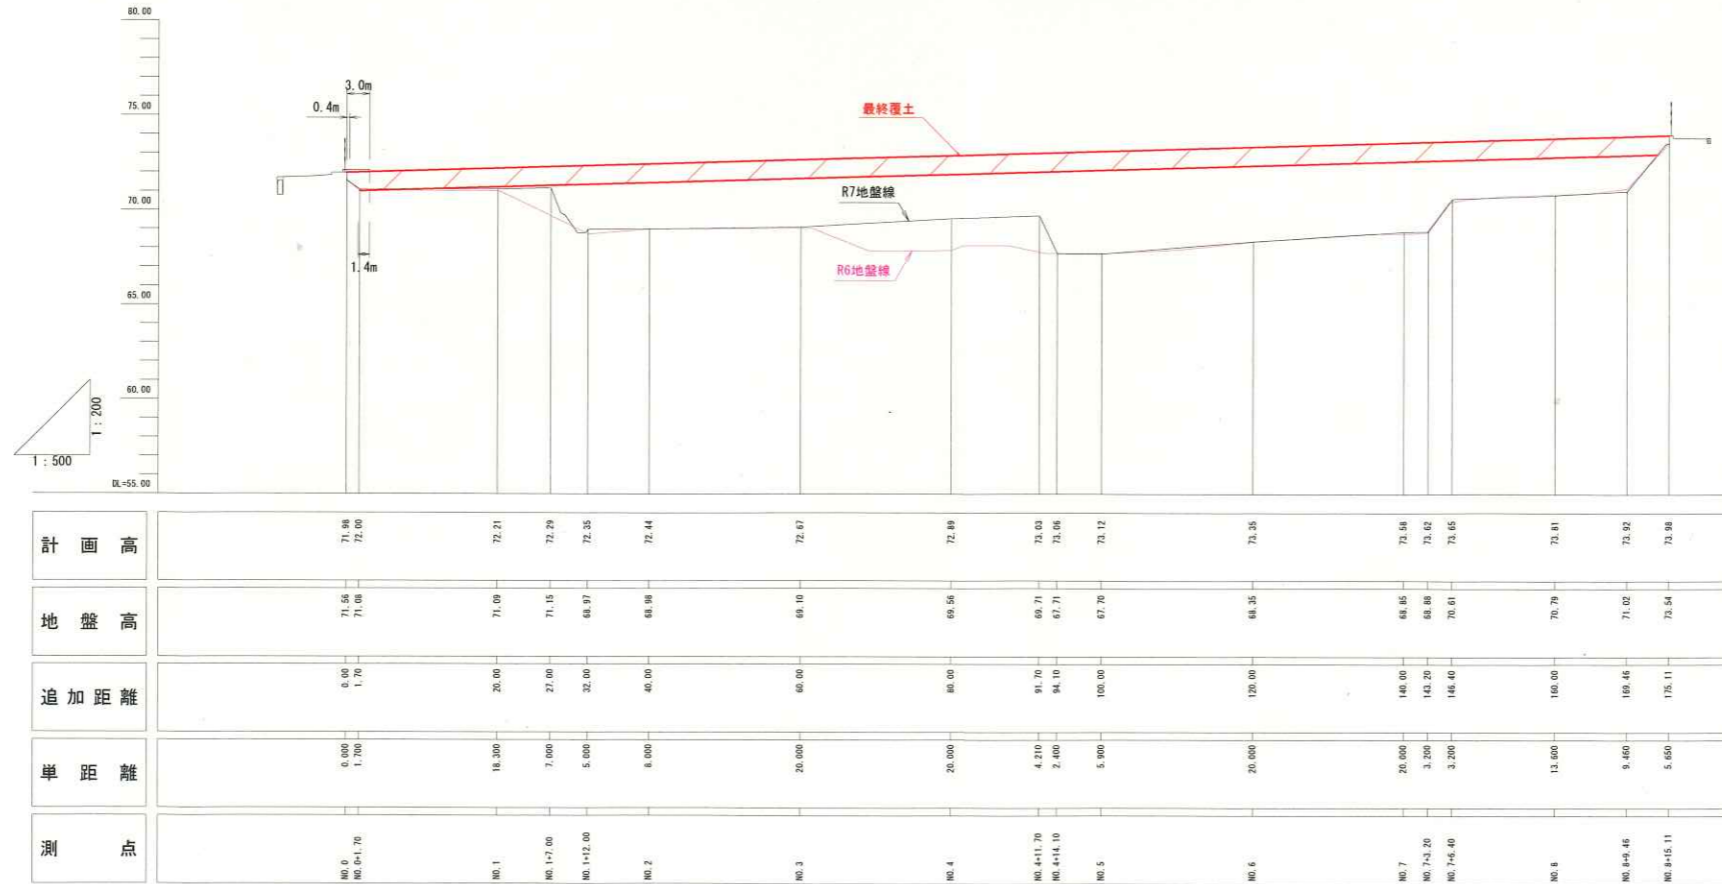 80.00
75.00
70.00
65.00
60.00
DL=55.00
3.0m
0.4m
1.4m
最終覆土
R7地盤線
R6地盤線
1:200
1:500
計画高
71.98 72.00 72.21 72.29 72.35 72.44 72.67 72.89 73.03 73.06 73.12 73.35 73.58 73.62 73.65 73.81 73.92 73.98
地盤高
71.56 71.08 71.09 71.15 68.97 68.98 69.10 69.56 69.71 67.71 67.70 68.35 68.85 68.88 70.61 70.79 71.02 73.54
追加距離
0.00 1.70 20.00 27.00 32.00 40.00 60.00 80.00 91.70 94.10 100.00 120.00 140.00 143.20 146.40 160.00 169.46 175.11
単距離
0.000 1.700 18.300 7.000 5.000 8.000 20.000 20.000 4.210 2.400 5.900 20.000 20.000 3.200 3.200 13.600 9.460 5.650
測点
NO.0 NO.0+1.70 NO.1 NO.1+7.00 NO.1+12.00 NO.2 NO.3 NO.4 NO.4+11.70 NO.4+14.10 NO.5 NO.6 NO.7 NO.7+3.20 NO.7+6.40 NO.8 NO.8+9.46 NO.8+15.11